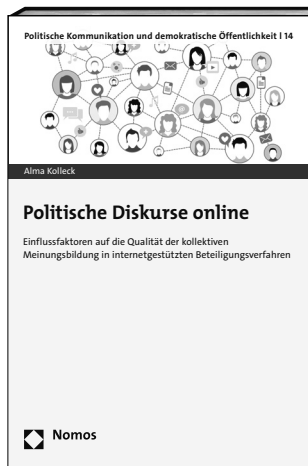 Politische Kommunikation und demokratische Öffentlichkeit | 14
Alma Kolleck
Politische Diskurse online
Einflussfaktoren auf die Qualität der kollektiven
Meinungsbildung in internetgestützten Beteiligungsverfahren
Nomos